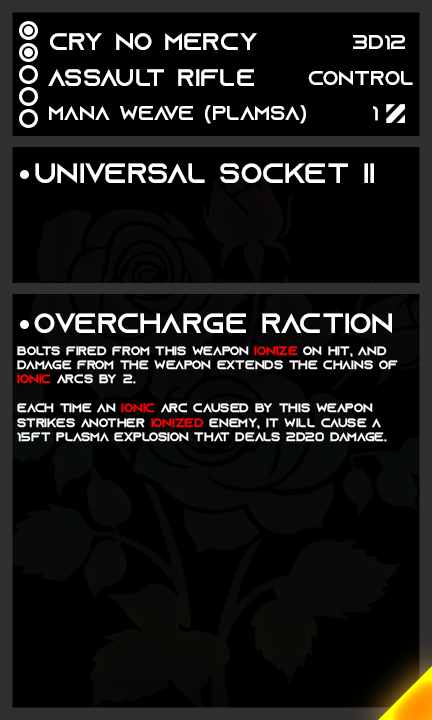 CRY NO MERCY 3D12
ASSAULT RIFLE CONTROL
MANA WEAVE (PLAMSA) 1
•UNIVERSAL SOCKET II
•OVERCHARGE RACTION
BOLTS FIRED FROM THIS WEAPON IONIZE ON HIT, AND
DAMAGE FROM THE WEAPON EXTENDS THE CHAINS OF
IONIC ARCS BY 2.
EACH TIME AN IONIC ARC CAUSED BY THIS WEAPON
STRIKES ANOTHER IONIZED ENEMY, IT WILL CAUSE A
15FT PLASMA EXPLOSION THAT DEALS 2D20 DAMAGE.